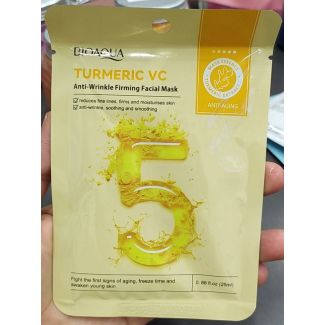 BIOAQUA
TURMERIC VC
Anti-Wrinkle Firming Facial Mask
reduces fine lines, firms and moisturises skin
anti-wrinkle, soothing and smoothing
ANTI-AGING
5
Fight the first signs of aging, freeze time and
awaken young skin.
0.88 fl.oz (25ml)